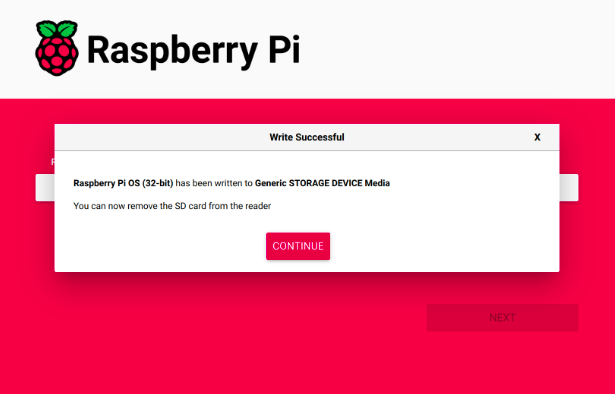 Raspberry Pi
Write Successful
X
Raspberry Pi OS (32-bit) has been written to Generic STORAGE DEVICE Media
You can now remove the SD card from the reader
CONTINUE
NEXT